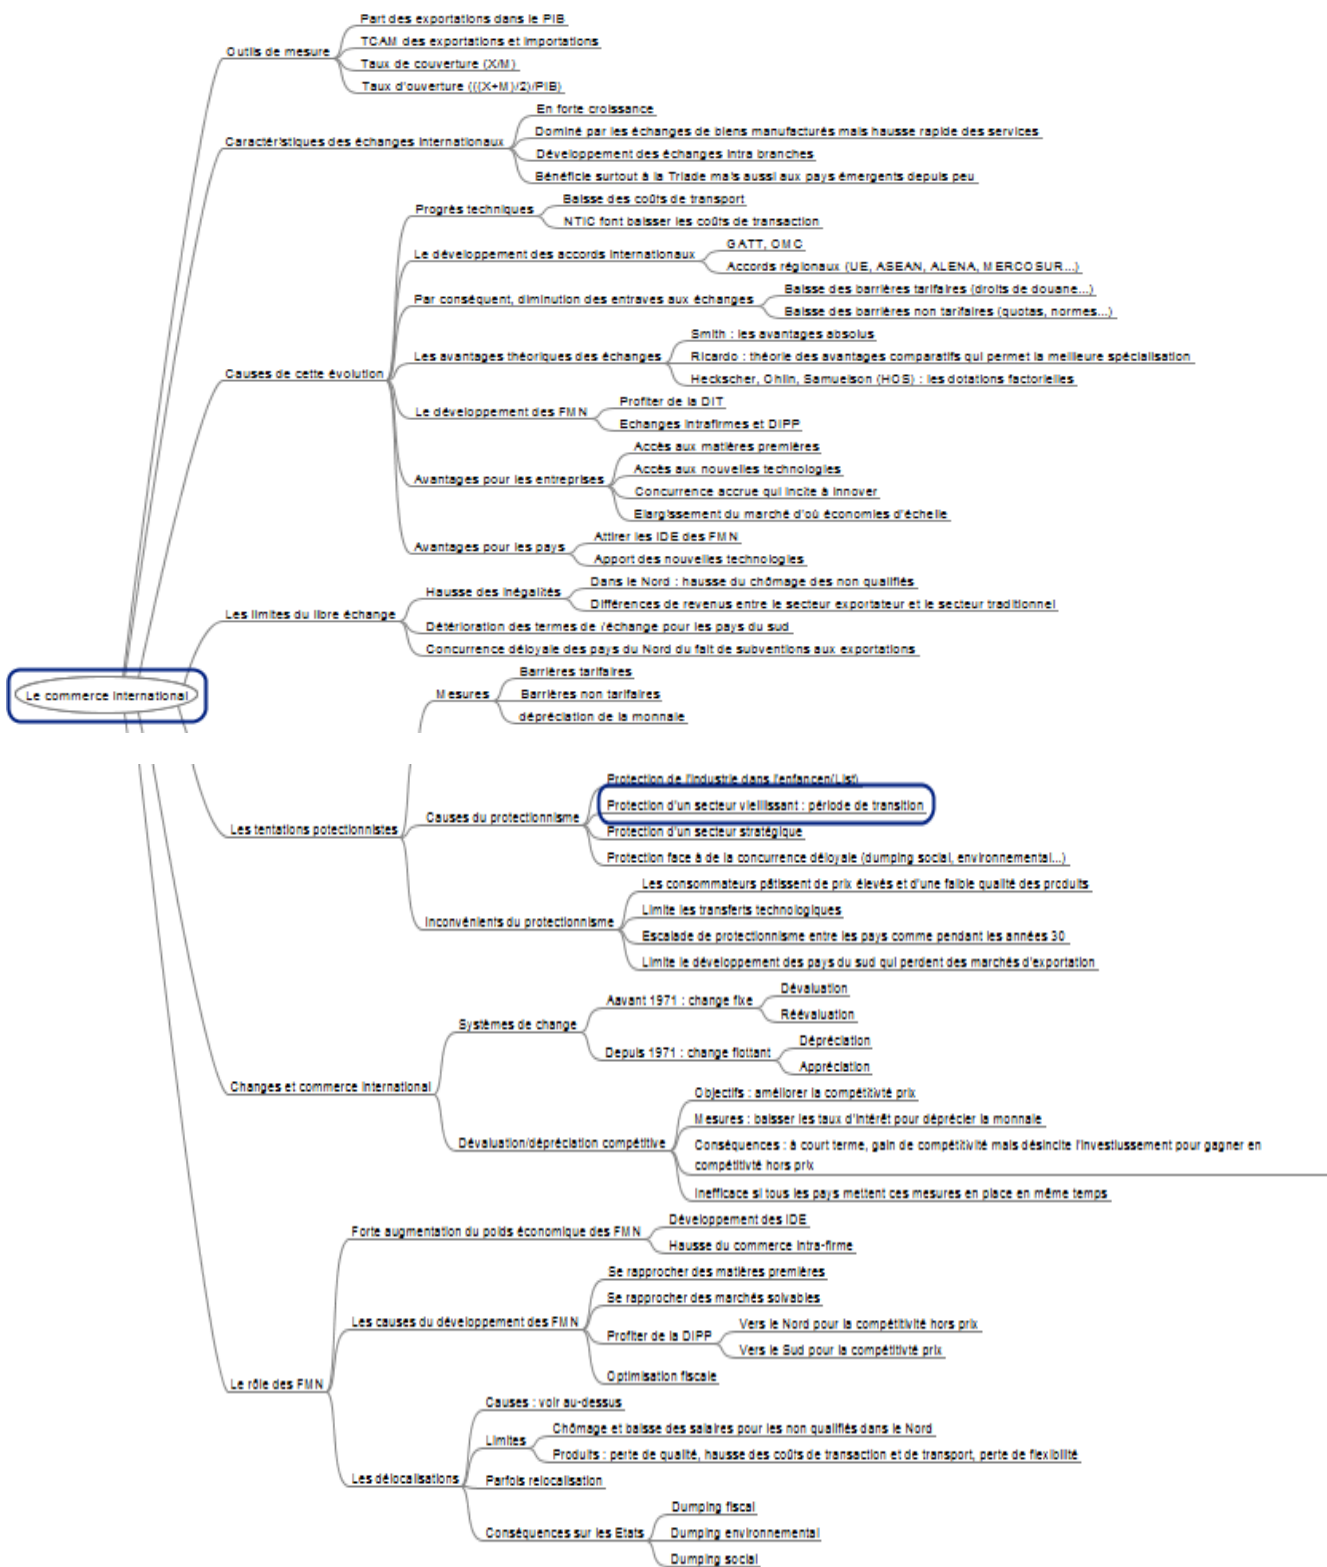 Part des exportations dans le PIB
Outils de mesure
TCAM des exportations et importations
Taux de couverture (X/M)
Taux d'ouverture (((X+M)/2)/PIB)
Caractéristiques des échanges internationaux
En forte croissance
Dominé par les échanges de biens manufacturés mais hausse rapide des services
Développement des échanges intra branches
Bénéficie surtout à la Triade mais aussi aux pays émergents depuis peu
Causes de cette évolution
Progrès techniques
Baisse des coûts de transport
NTIC font baisser les coûts de transaction
Le développement des accords internationaux
GATT, OMC
Accords régionaux (UE, ASEAN, ALENA, MERCOSUR...)
Par conséquent, diminution des entraves aux échanges
Baisse des barrières tarifaires (droits de douane...)
Baisse des barrières non tarifaires (quotas, normes...)
Les avantages théoriques des échanges
Smith : les avantages absolus
Ricardo : théorie des avantages comparatifs qui permet la meilleure spécialisation
Heckscher, Ohlin, Samuelson (HOS) : les dotations factorielles
Le développement des FMN
Profiter de la DIT
Echanges intrafirmes et DIPP
Avantages pour les entreprises
Accès aux matières premières
Accès aux nouvelles technologies
Concurrence accrue qui incite à innover
Elargissement du marché d'où économies d'échelle
Avantages pour les pays
Attirer les IDE des FMN
Apport des nouvelles technologies
Les limites du libre échange
Hausse des inégalités
Dans le Nord : hausse du chômage des non qualifiés
Différences de revenus entre le secteur exportateur et le secteur traditionnel
Détérioration des termes de l'échange pour les pays du sud
Concurrence déloyale des pays du Nord du fait de subventions aux exportations
Le commerce international
Mesures
Barrières tarifaires
Barrières non tarifaires
dépréciation de la monnaie
Les tentations potectionnistes
Causes du protectionnisme
Protection de l'industrie dans l'enfancen(List)
Protection d'un secteur vieillissant : période de transition
Protection d'un secteur stratégique
Protection face à de la concurrence déloyale (dumping social, environnemental...)
Inconvénients du protectionnisme
Les consommateurs pâtissent de prix élevés et d'une faible qualité des produits
Limite les transferts technologiques
Escalade de protectionnisme entre les pays comme pendant les années 30
Limite le développement des pays du sud qui perdent des marchés d'exportation
Changes et commerce international
Systèmes de change
Aavant 1971 : change fixe
Dévaluation
Réévaluation
Depuis 1971 : change flottant
Dépréciation
Appréciation
Dévaluation/dépréciation compétitive
Objectifs : améliorer la compétitivté prix
Mesures : baisser les taux d'intérêt pour déprécier la monnaie
Conséquences : à court terme, gain de compétitivité mais désincite l'investiussement pour gagner en
compétitivté hors prix
Inefficace si tous les pays mettent ces mesures en place en même temps
Le rôle des FMN
Forte augmentation du poids économique des FMN
Développement des IDE
Hausse du commerce intra-firme
Les causes du développement des FMN
Se rapprocher des matières premières
Se rapprocher des marchés solvables
Profiter de la DIPP
Vers le Nord pour la compétitivité hors prix
Vers le Sud pour la compétitivté prix
Optimisation fiscale
Les délocalisations
Causes : voir au-dessus
Limites
Chômage et baisse des salaires pour les non qualifiés dans le Nord
Produits : perte de qualité, hausse des coûts de transaction et de transport, perte de flexibilité
Parfois relocalisation
Conséquences sur les Etats
Dumping fiscal
Dumping environnemental
Dumping social